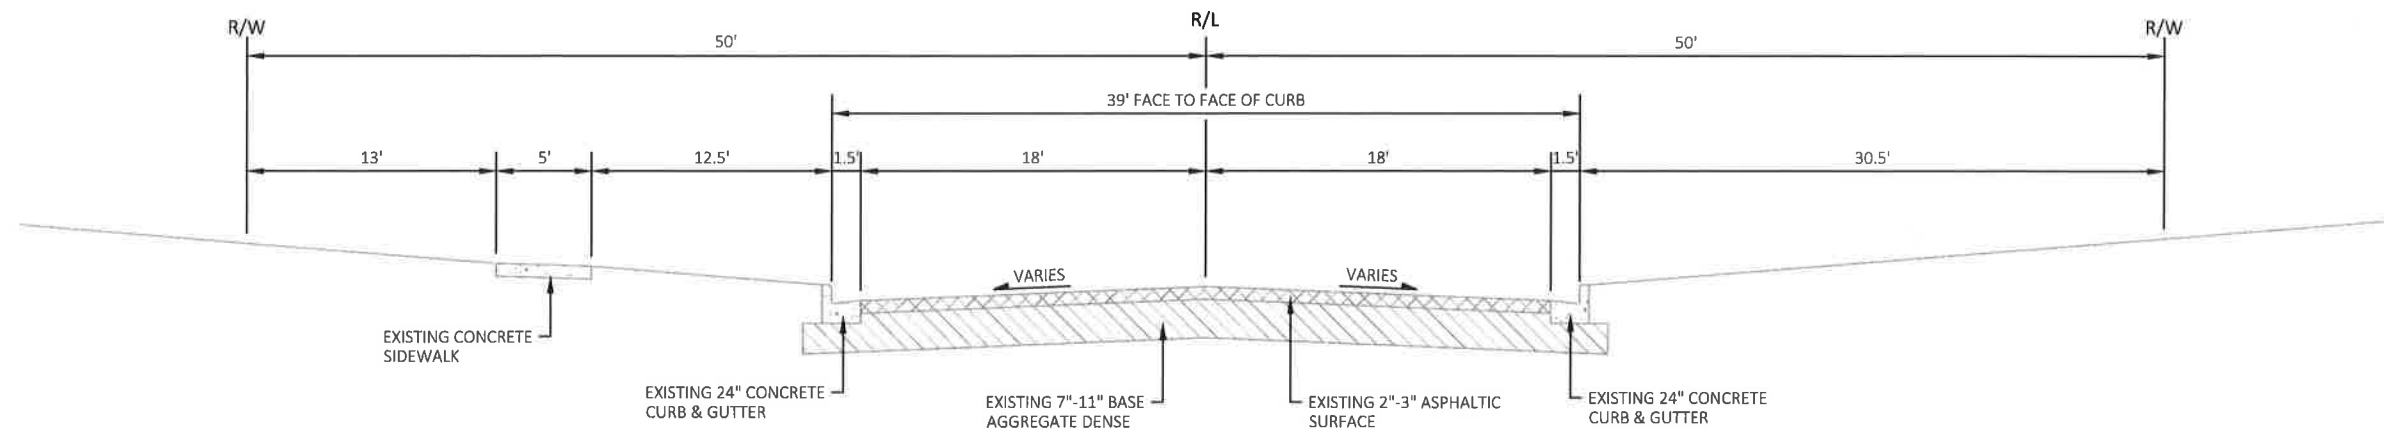 R/W
R/L
R/W
50'
50'
39' FACE TO FACE OF CURB
13'
5'
12.5'
1.5'
18'
18'
1.5'
30.5'
VARIES
VARIES
EXISTING CONCRETE
SIDEWALK
EXISTING 24" CONCRETE
CURB & GUTTER
EXISTING 7"-11" BASE
AGGREGATE DENSE
EXISTING 2"-3" ASPHALTIC
SURFACE
EXISTING 24" CONCRETE
CURB & GUTTER